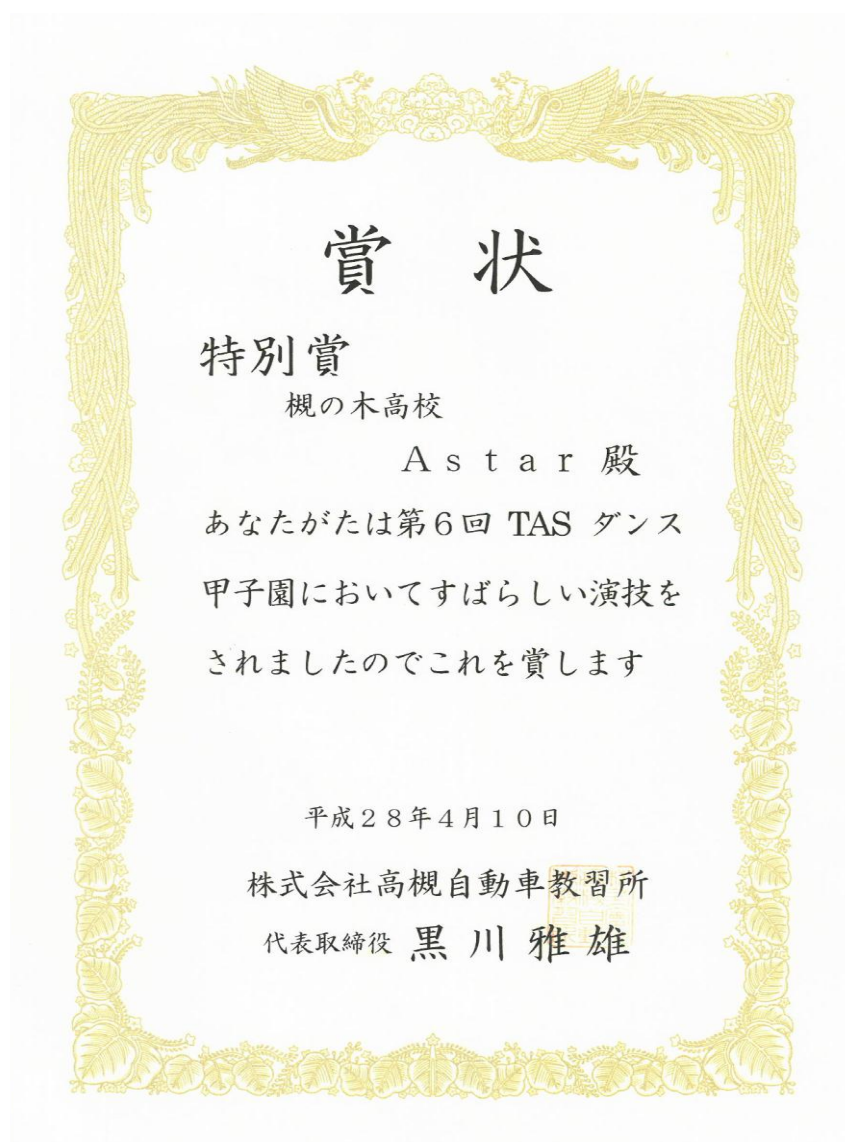 賞状
特別賞
槻の木高校
Astar 殿
あなたがたは第6回 TAS ダンス
甲子園においてすばらしい演技を
されましたのでこれを賞します
平成28年4月10日
株式会社高槻自動車教習所
代表取締役 黒川雅雄